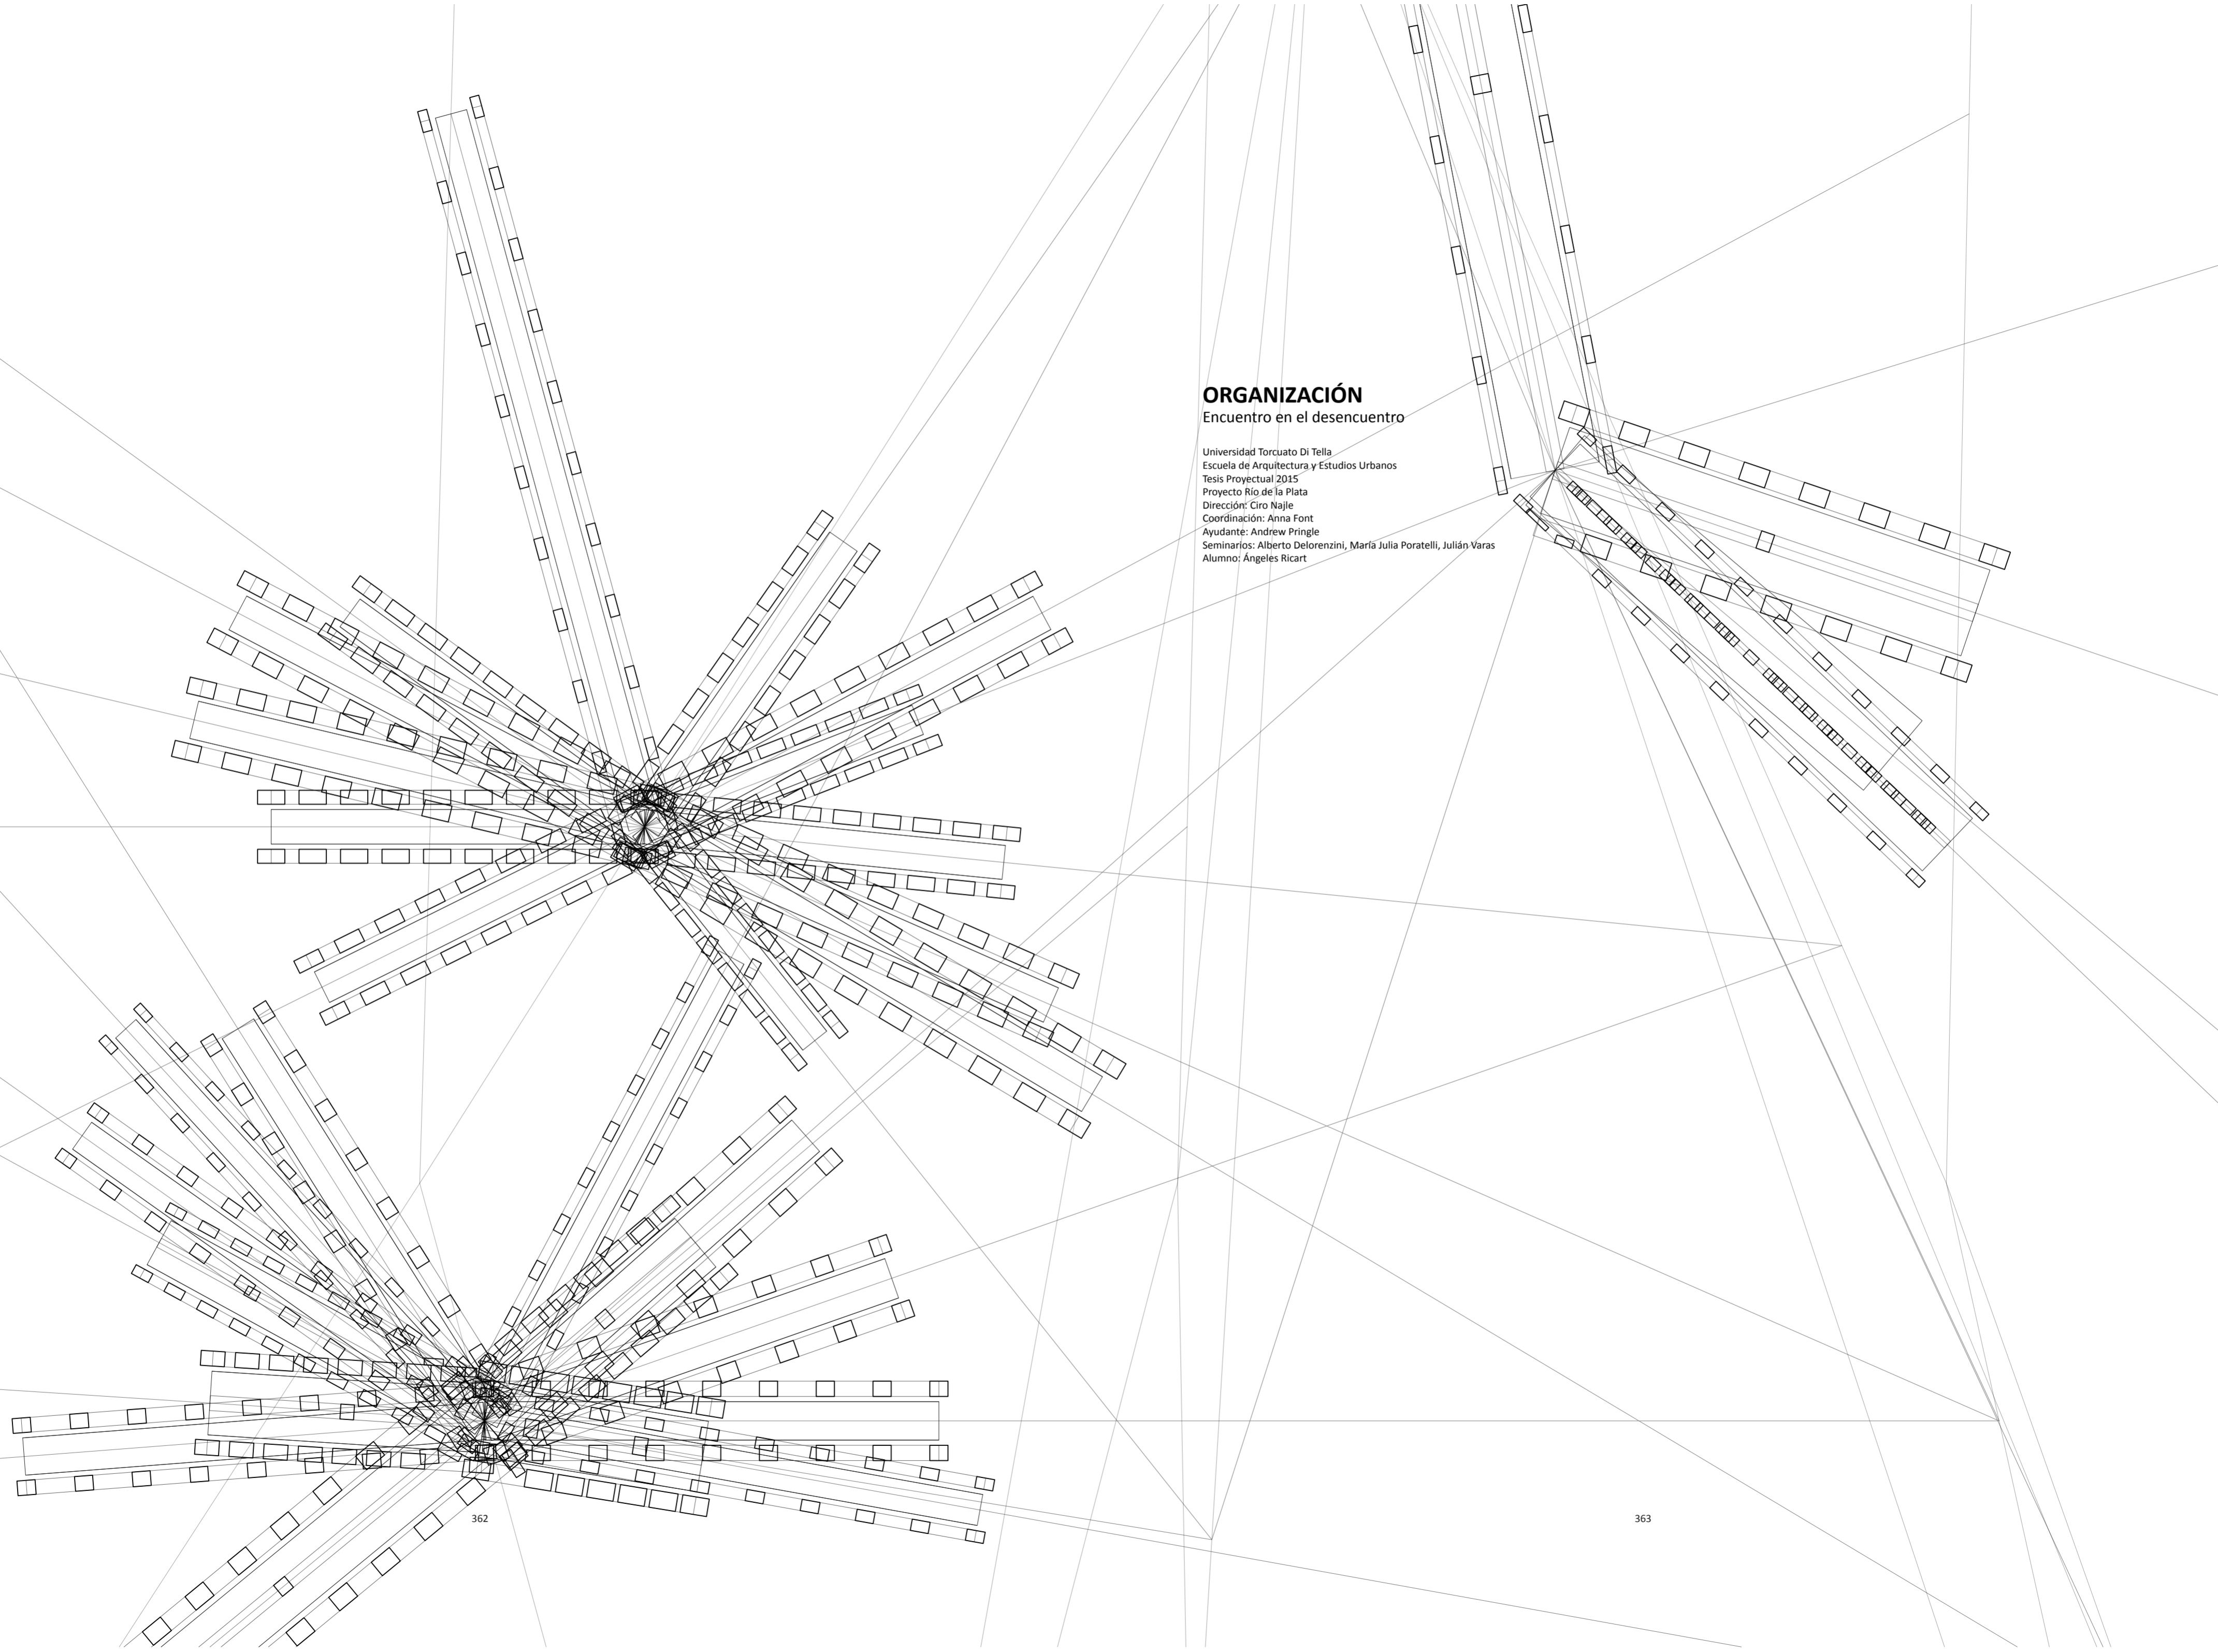 ORGANIZACIÓN
Encuentro en el desencuentro
Universidad Torcuato Di Tella
Escuela de Arquitectura y Estudios Urbanos
Tesis Proyectual 2015
Proyecto Río de la Plata
Dirección: Ciro Najle
Coordinación: Anna Font
Ayudante: Andrew Pringle
Seminarios: Alberto Delorenzini, María Julia Poratelli, Julián Varas
Alumno: Ángeles Ricart
362
363